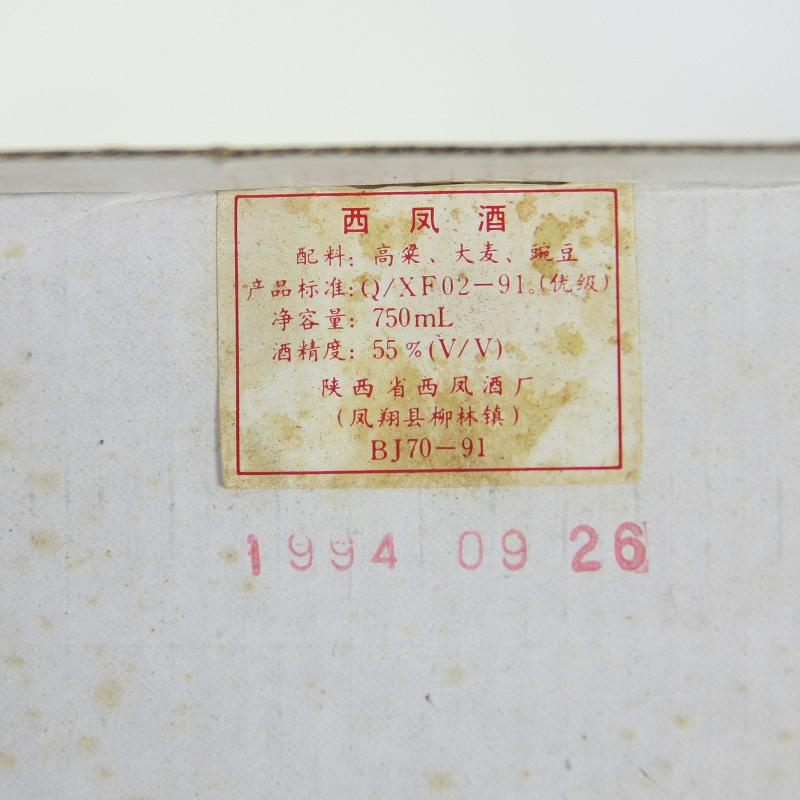 西凤酒
配料：高粱、大麦、豌豆
产品标准：Q/XF02－91。(优级)
净容量：750mL
酒精度：55％(V/V)
陕西省西凤酒厂
(凤翔县柳林镇)
BJ70－91
1994 09 26